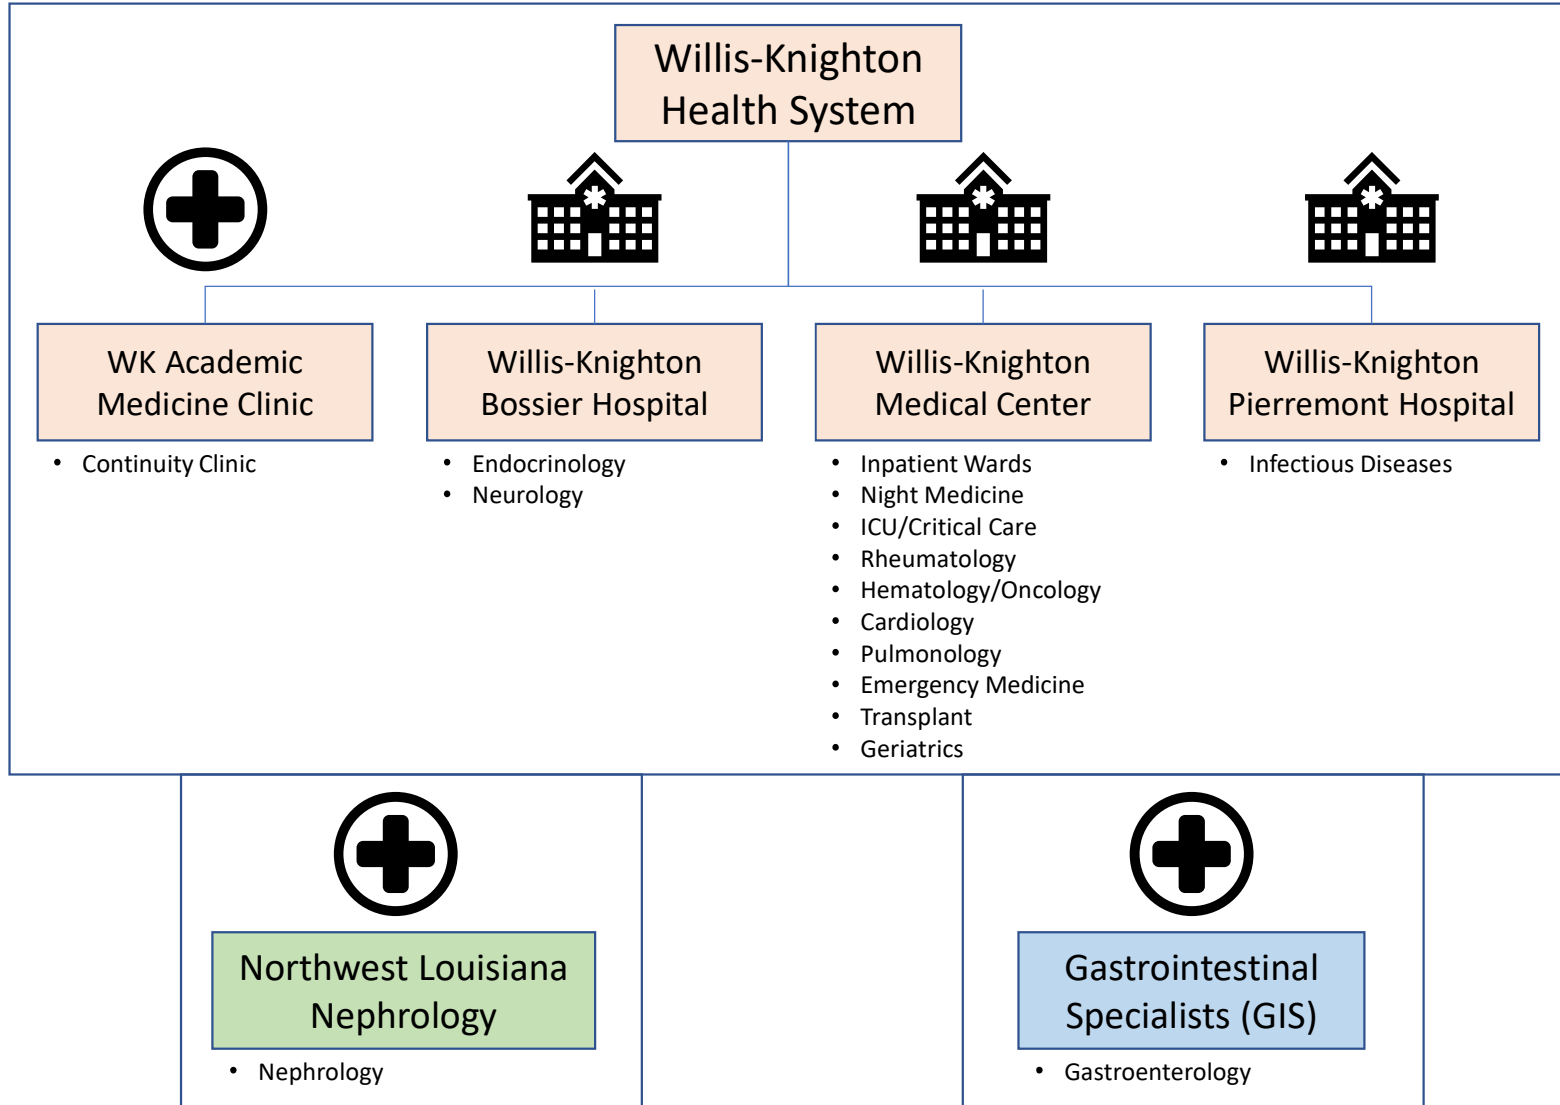 Willis-Knighton
Health System
WK Academic
Medicine Clinic
• Continuity Clinic
Willis-Knighton
Bossier Hospital
• Endocrinology
• Neurology
Willis-Knighton
Medical Center
• Inpatient Wards
• Night Medicine
• ICU/Critical Care
• Rheumatology
• Hematology/Oncology
• Cardiology
• Pulmonology
• Emergency Medicine
• Transplant
• Geriatrics
Willis-Knighton
Pierremont Hospital
• Infectious Diseases
Northwest Louisiana
Nephrology
• Nephrology
Gastrointestinal
Specialists (GIS)
• Gastroenterology